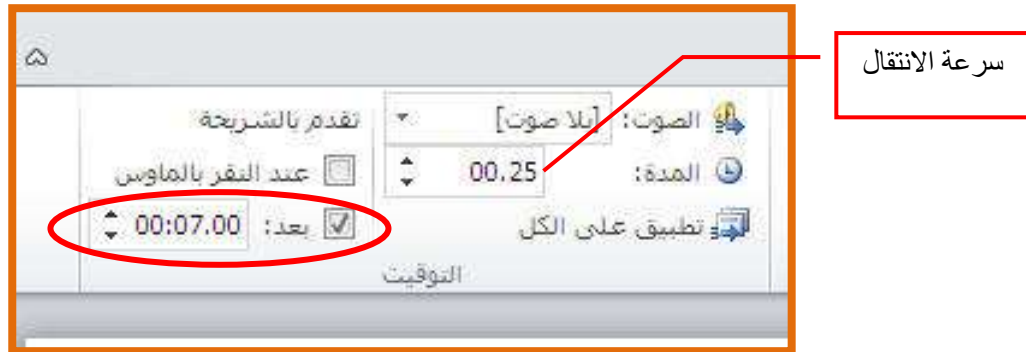 سرعة الانتقال
الصوت: [بلا صوت]
المدة: 00.25
تطبيق على الكل
تقدم بالشريحة
عند النقر بالماوس
بعد: 00:07.00
التوقيت